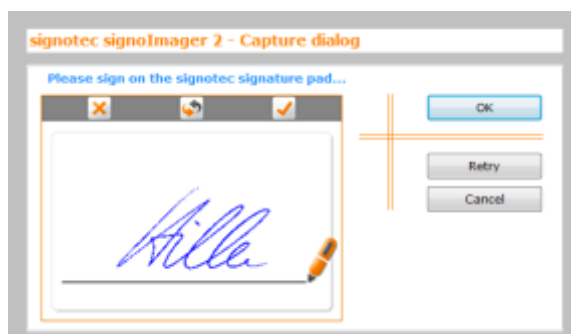 signotec signoImager 2 - Capture dialog
Please sign on the signotec signature pad...
OK
Retry
Cancel